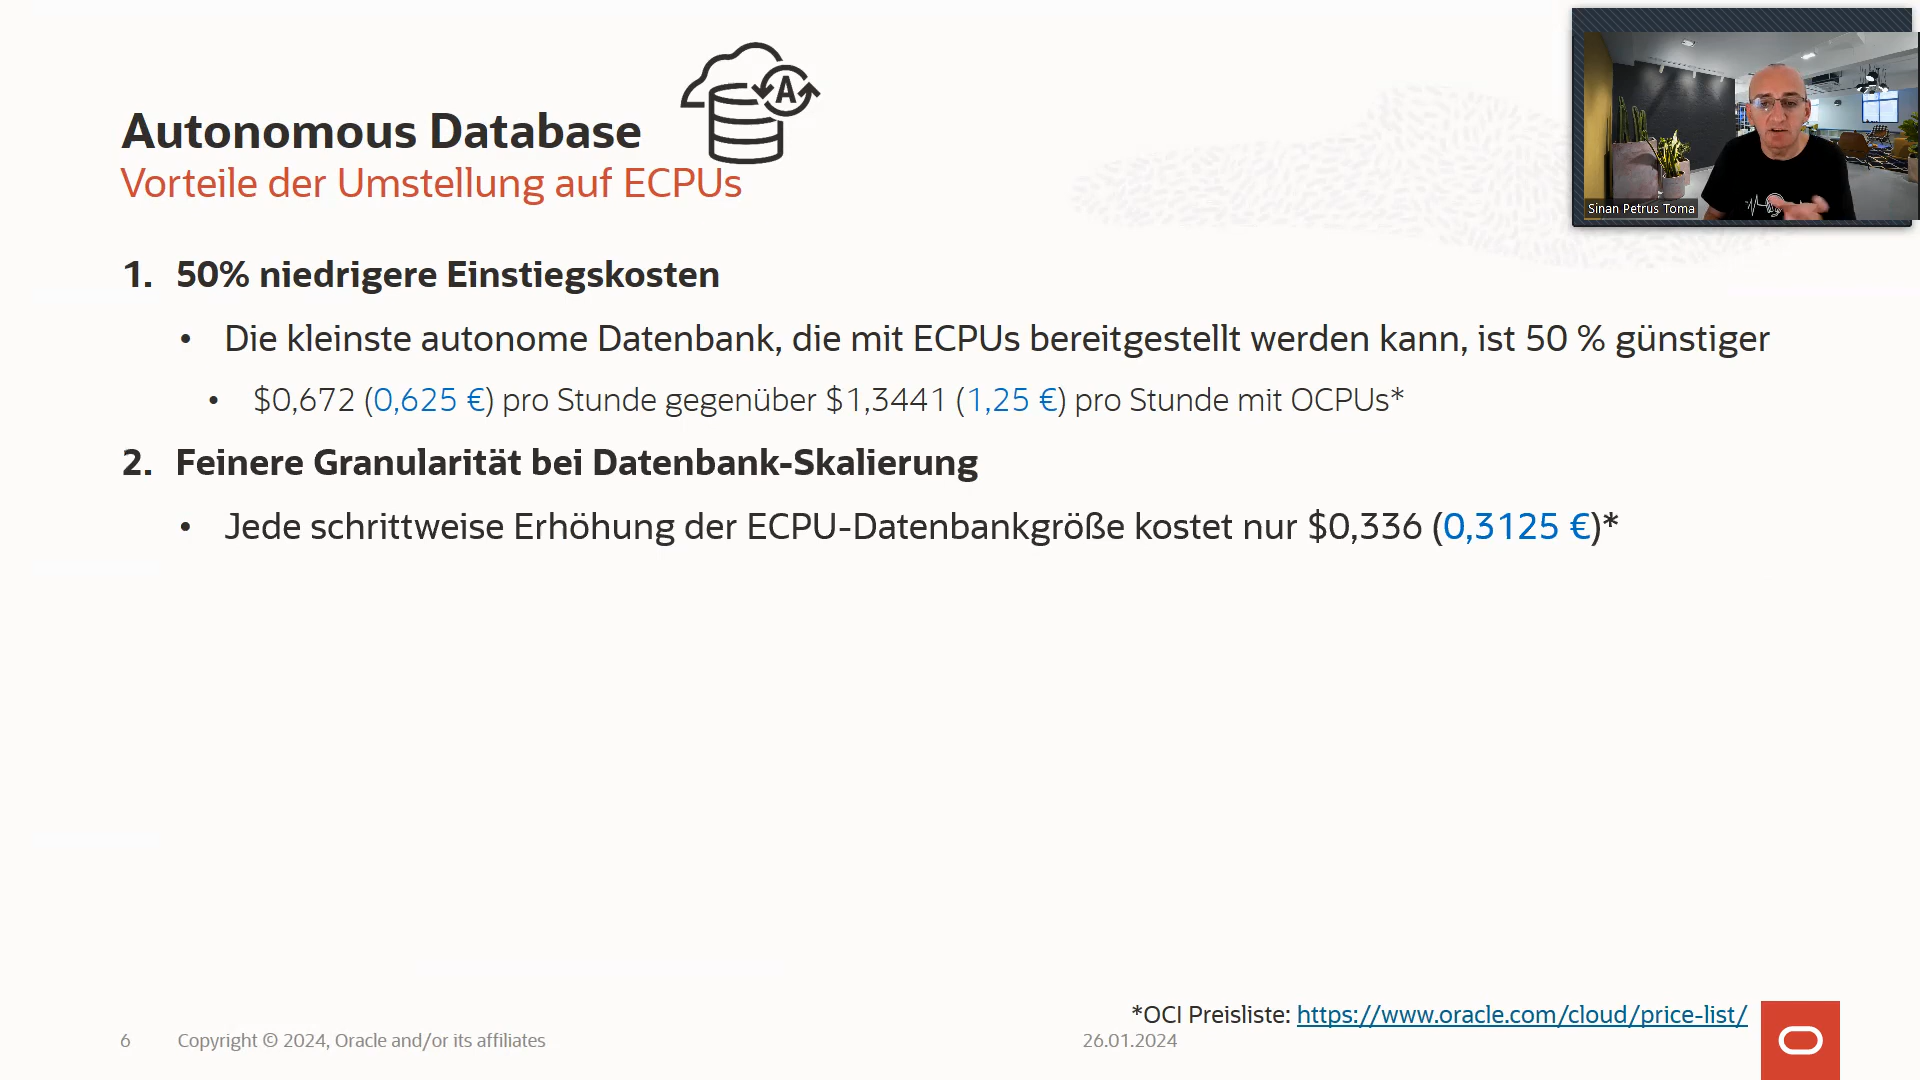 Autonomous Database
A
Vorteile der Umstellung auf ECPUs
Sinan Petrus Toma
1. 50% niedrigere Einstiegskosten
• Die kleinste autonome Datenbank, die mit ECPUs bereitgestellt werden kann, ist 50 % günstiger
• $0,672 (0,625 €) pro Stunde gegenüber $1,3441 (1,25 €) pro Stunde mit OCPUs*
2. Feinere Granularität bei Datenbank-Skalierung
• Jede schrittweise Erhöhung der ECPU-Datenbankgröße kostet nur $0,336 (0,3125 €)*
*OCI Preisliste: https://www.oracle.com/cloud/price-list/
6 Copyright © 2024, Oracle and/or its affiliates 26.01.2024